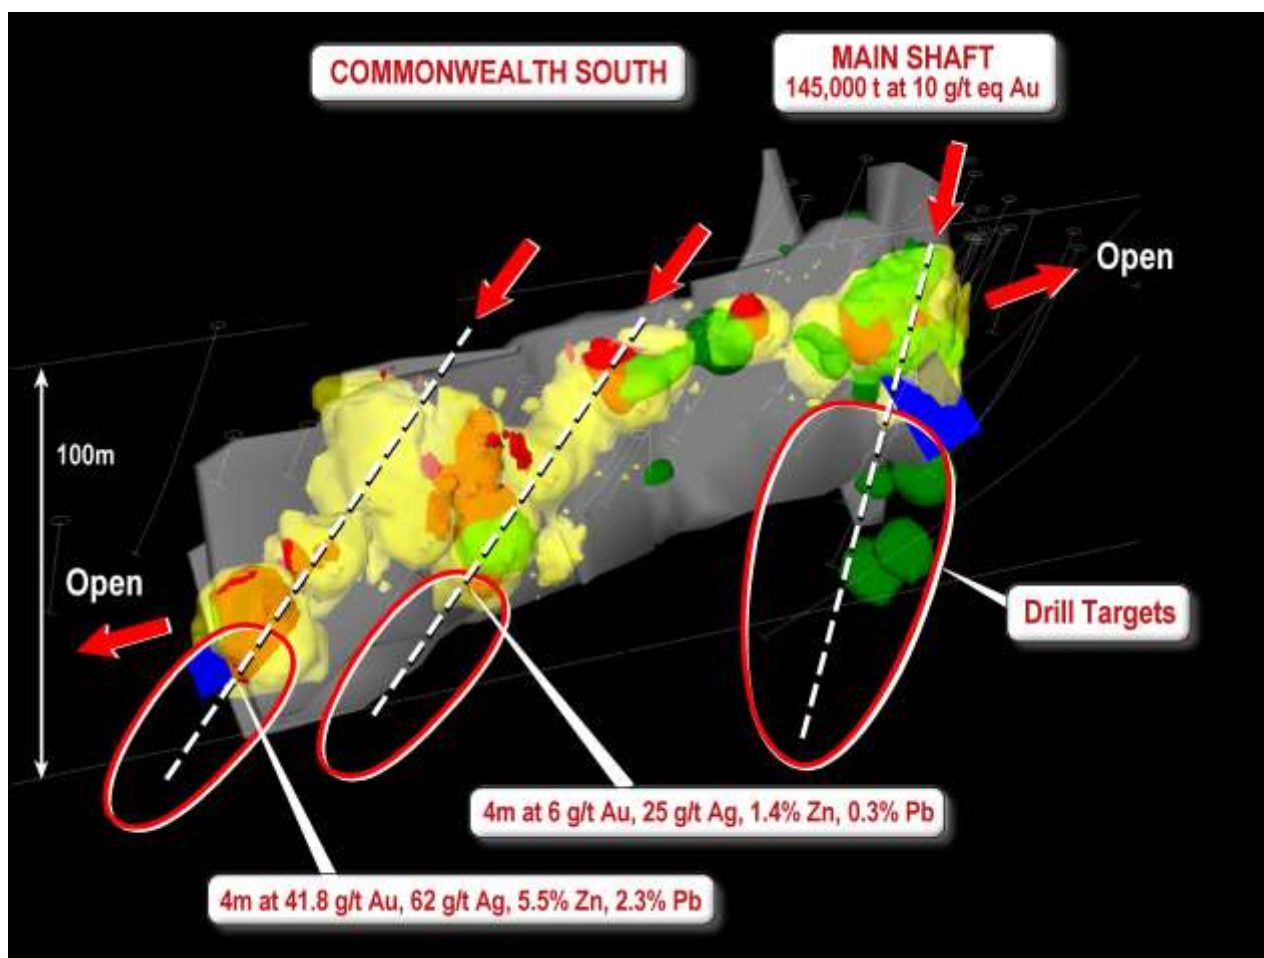 COMMONWEALTH SOUTH
MAIN SHAFT
145,000 t at 10 g/t eq Au
Open
100m
Open
Drill Targets
4m at 6 g/t Au, 25 g/t Ag, 1.4% Zn, 0.3% Pb
4m at 41.8 g/t Au, 62 g/t Ag, 5.5% Zn, 2.3% Pb